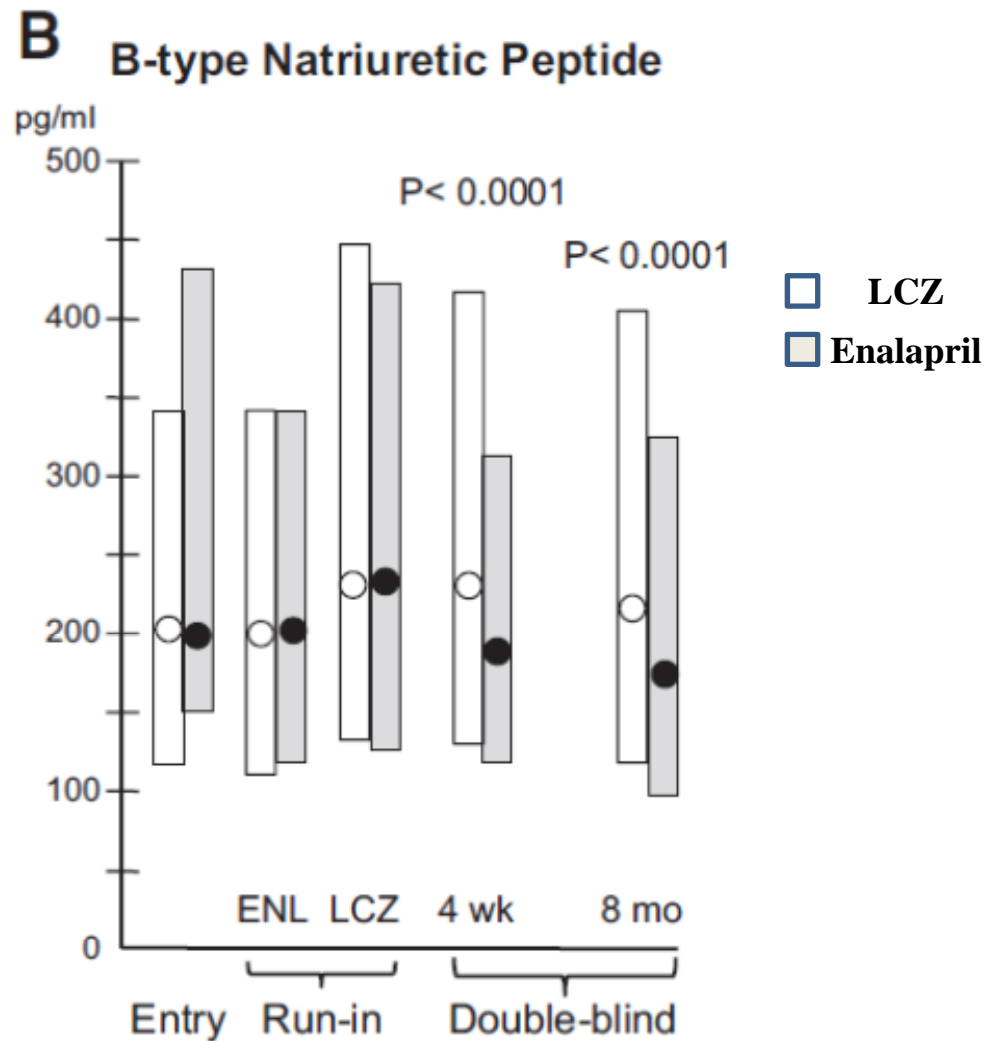 B B-type Natriuretic Peptide
pg/ml
500
P< 0.0001
P< 0.0001
LCZ
400
Enalapril
300
200
100
ENL LCZ 4 wk 8 mo
0
Entry Run-in Double-blind